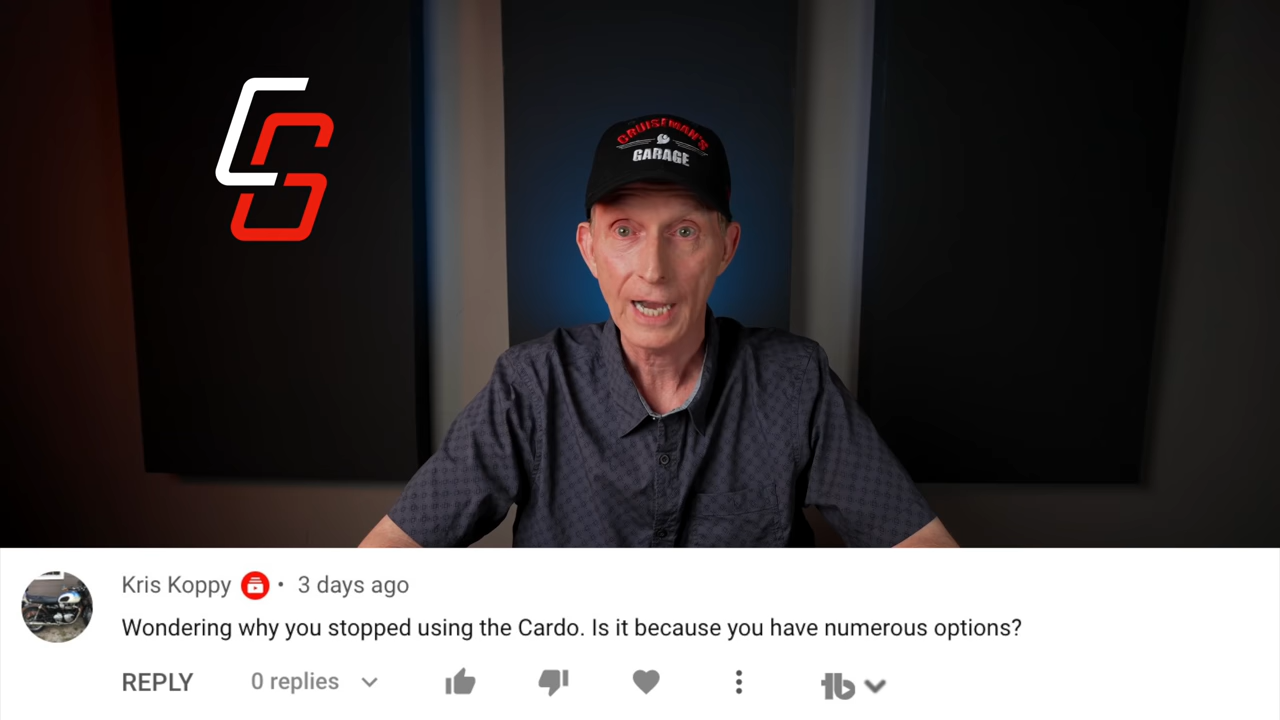 CRUISEMAN'S
GARAGE
Kris Koppy • 3 days ago
Wondering why you stopped using the Cardo. Is it because you have numerous options?
REPLY 0 replies